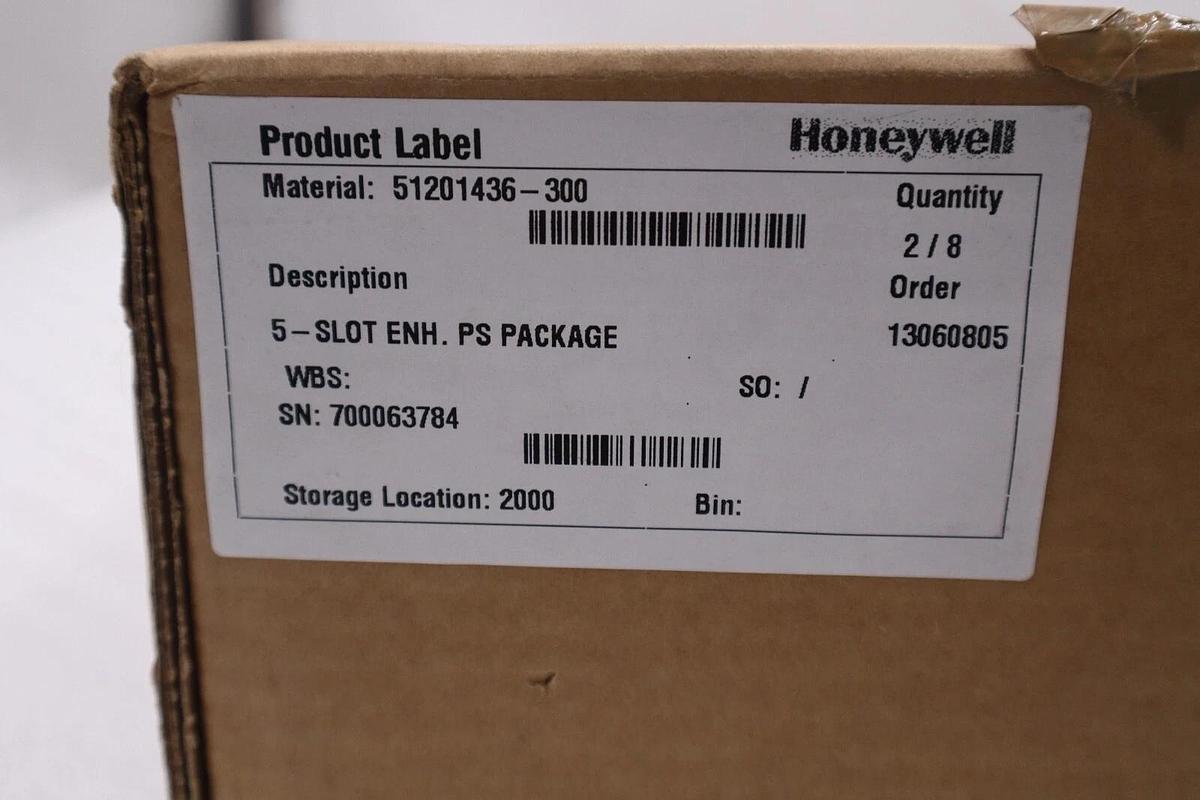 Product Label
Honeywell
Material: 51201436-300
Quantity
2 / 8
Description
Order
5-SLOT ENH. PS PACKAGE
13060805
WBS:
SO: /
SN: 700063784
Storage Location: 2000
Bin: